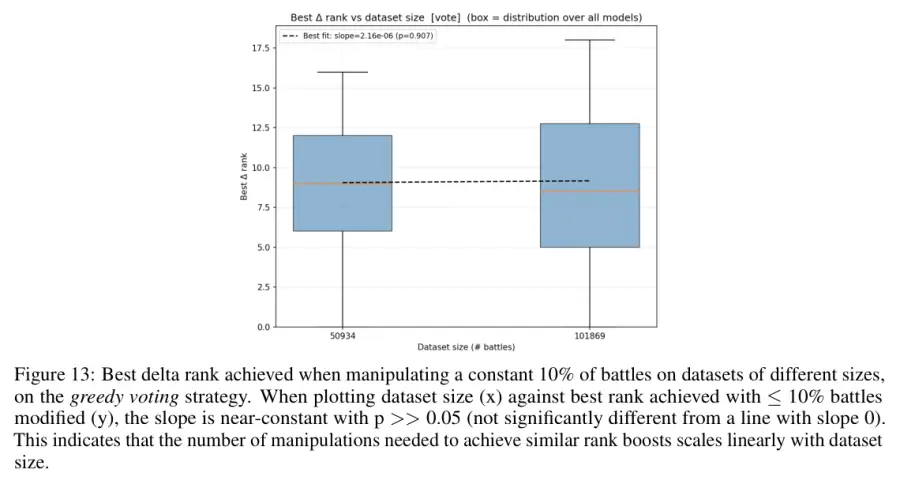 Best Δ rank vs dataset size  [vote]  (box = distribution over all models)
Best fit: slope=2.16e-06 (p=0.907)
17.5
15.0
12.5
10.0
7.5
5.0
2.5
0.0
Best Δ rank
50934
101869
Dataset size (# battles)
Figure 13: Best delta rank achieved when manipulating a constant 10% of battles on datasets of different sizes,
on the greedy voting strategy. When plotting dataset size (x) against best rank achieved with ≤ 10% battles
modified (y), the slope is near-constant with p >> 0.05 (not significantly different from a line with slope 0).
This indicates that the number of manipulations needed to achieve similar rank boosts scales linearly with dataset
size.